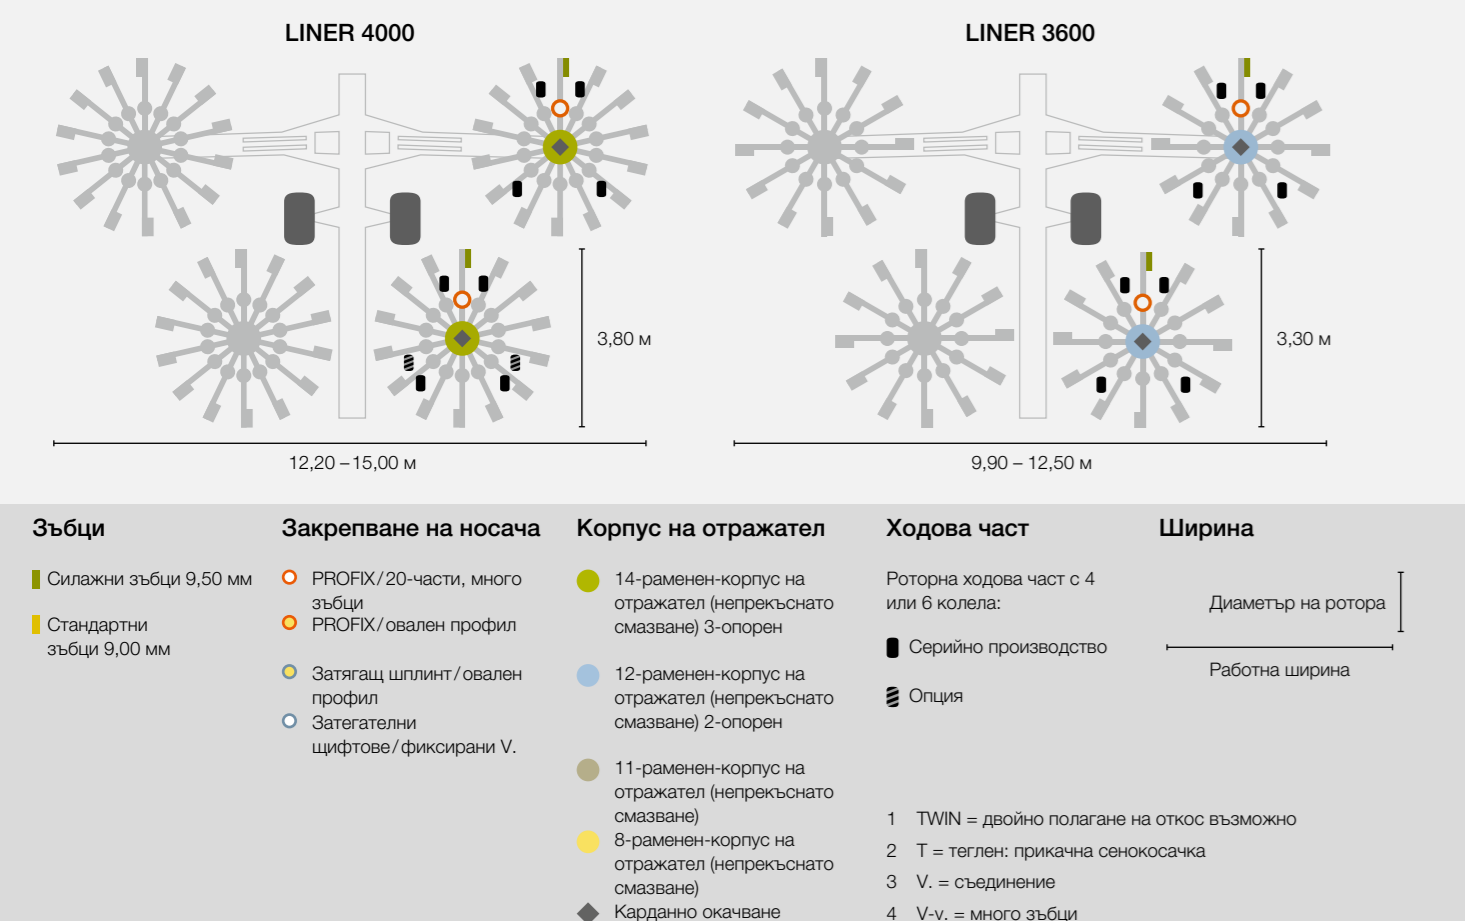 LINER 4000
LINER 3600
3,80 м
3,30 м
12,20 – 15,00 м
9,90 – 12,50 м
Зъбци
Силажни зъбци 9,50 мм
Стандартни
зъбци 9,00 мм
Закрепване на носача
PROFIX/20-части, много
зъбци
PROFIX/овален профил
Затягащ шплинт/овален
профил
Затегателни
щифтове/фиксирани V.
Корпус на отражател
14-раменен-корпус на
отражател (непрекъснато
смазване) 3-опорен
12-раменен-корпус на
отражател (непрекъснато
смазване) 2-опорен
11-раменен-корпус на
отражател (непрекъснато
смазване)
8-раменен-корпус на
отражател (непрекъснато
смазване)
Карданно окачване
Ходова част
Роторна ходова част с 4
или 6 колела:
Серийно производство
Опция
Ширина
Диаметър на ротора
Работна ширина
1 TWIN = двойно полагане на откос възможно
2 T = теглен: прикачна сенокосачка
3 V. = съединение
4 V-v. = много зъбци